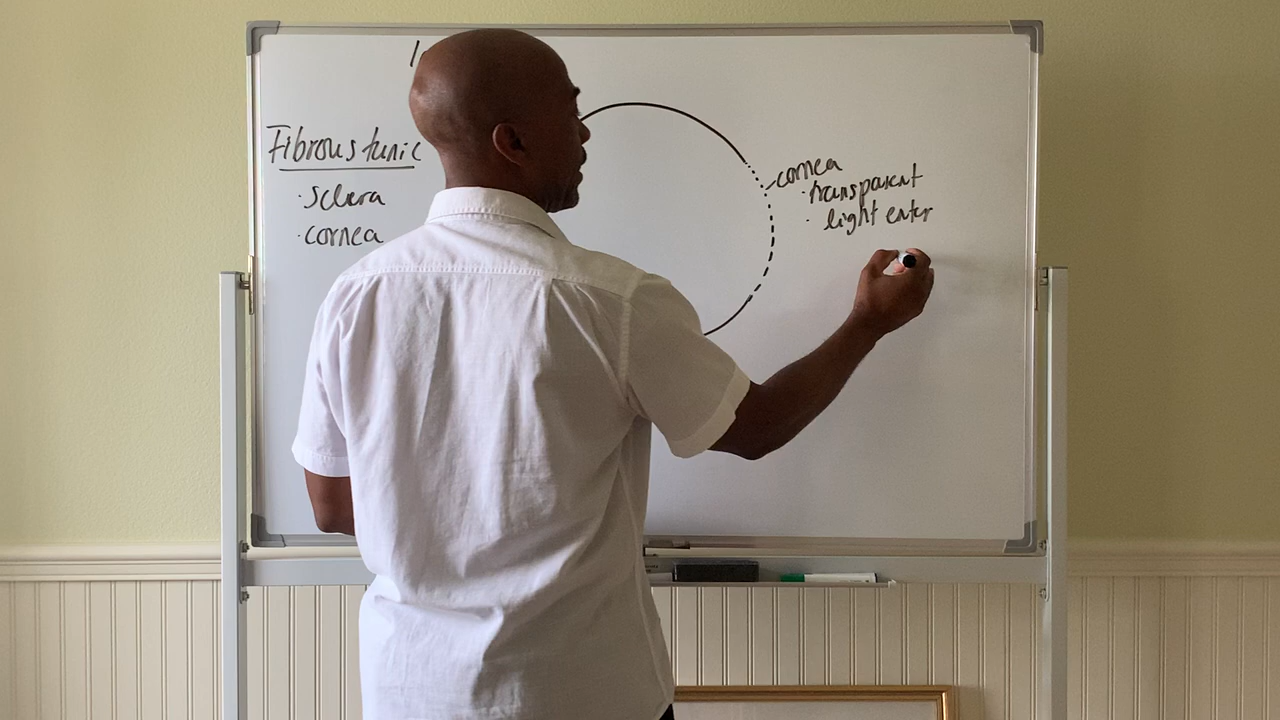 Fibrous tunic
· sclera
· cornea
cornea
· transparent
· light enter